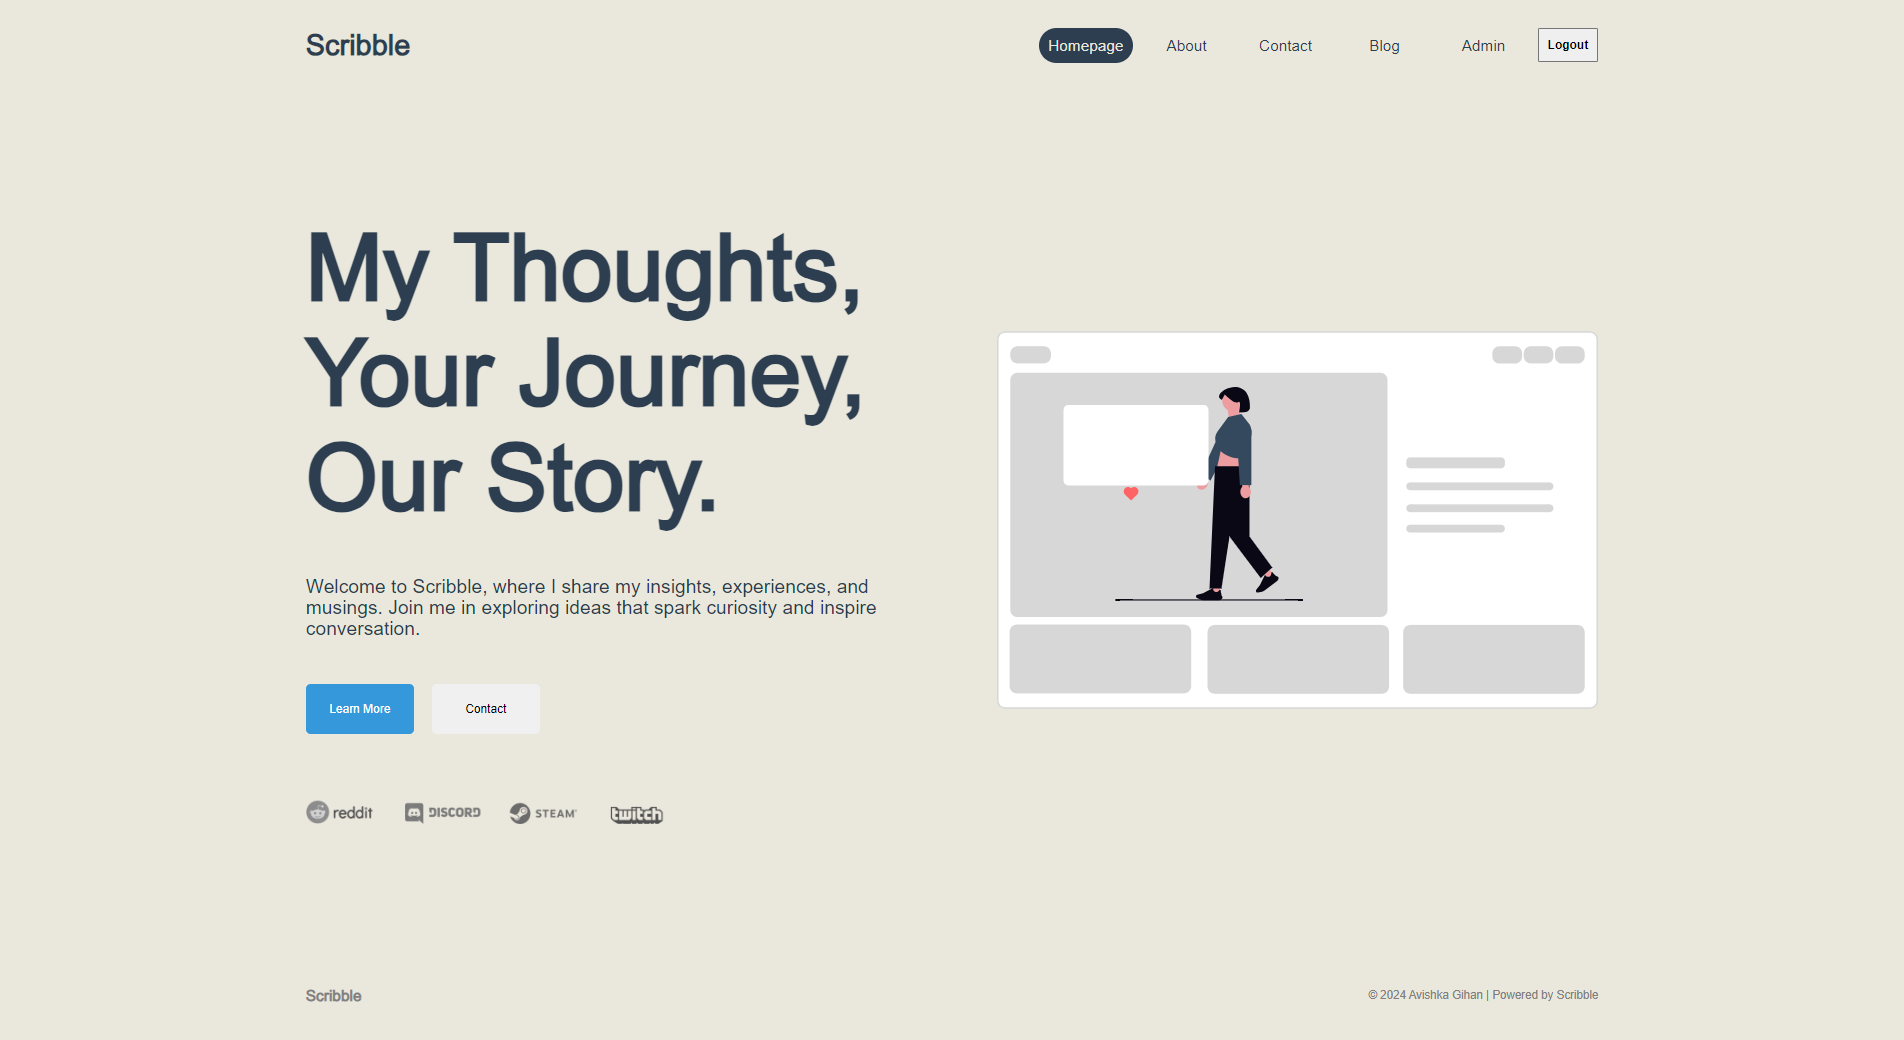 Scribble
Homepage
About
Contact
Blog
Admin
Logout
My Thoughts,
Your Journey,
Our Story.
Welcome to Scribble, where I share my insights, experiences, and
musings. Join me in exploring ideas that spark curiosity and inspire
conversation.
Learn More
Contact
reddit
DISCORD
STEAM
twitch
Scribble
© 2024 Avishka Gihan | Powered by Scribble